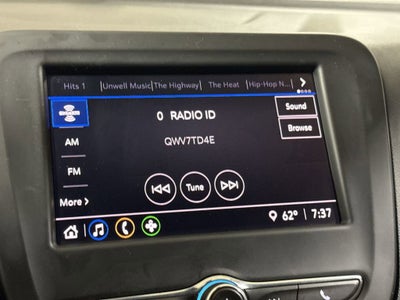 Hits 1 Unwell Music The Highway The Heat Hip-Hop N...
0 RADIO ID
Sound
QWV7TD4E
Browse
AM
FM
Tune
More
62° 7:37